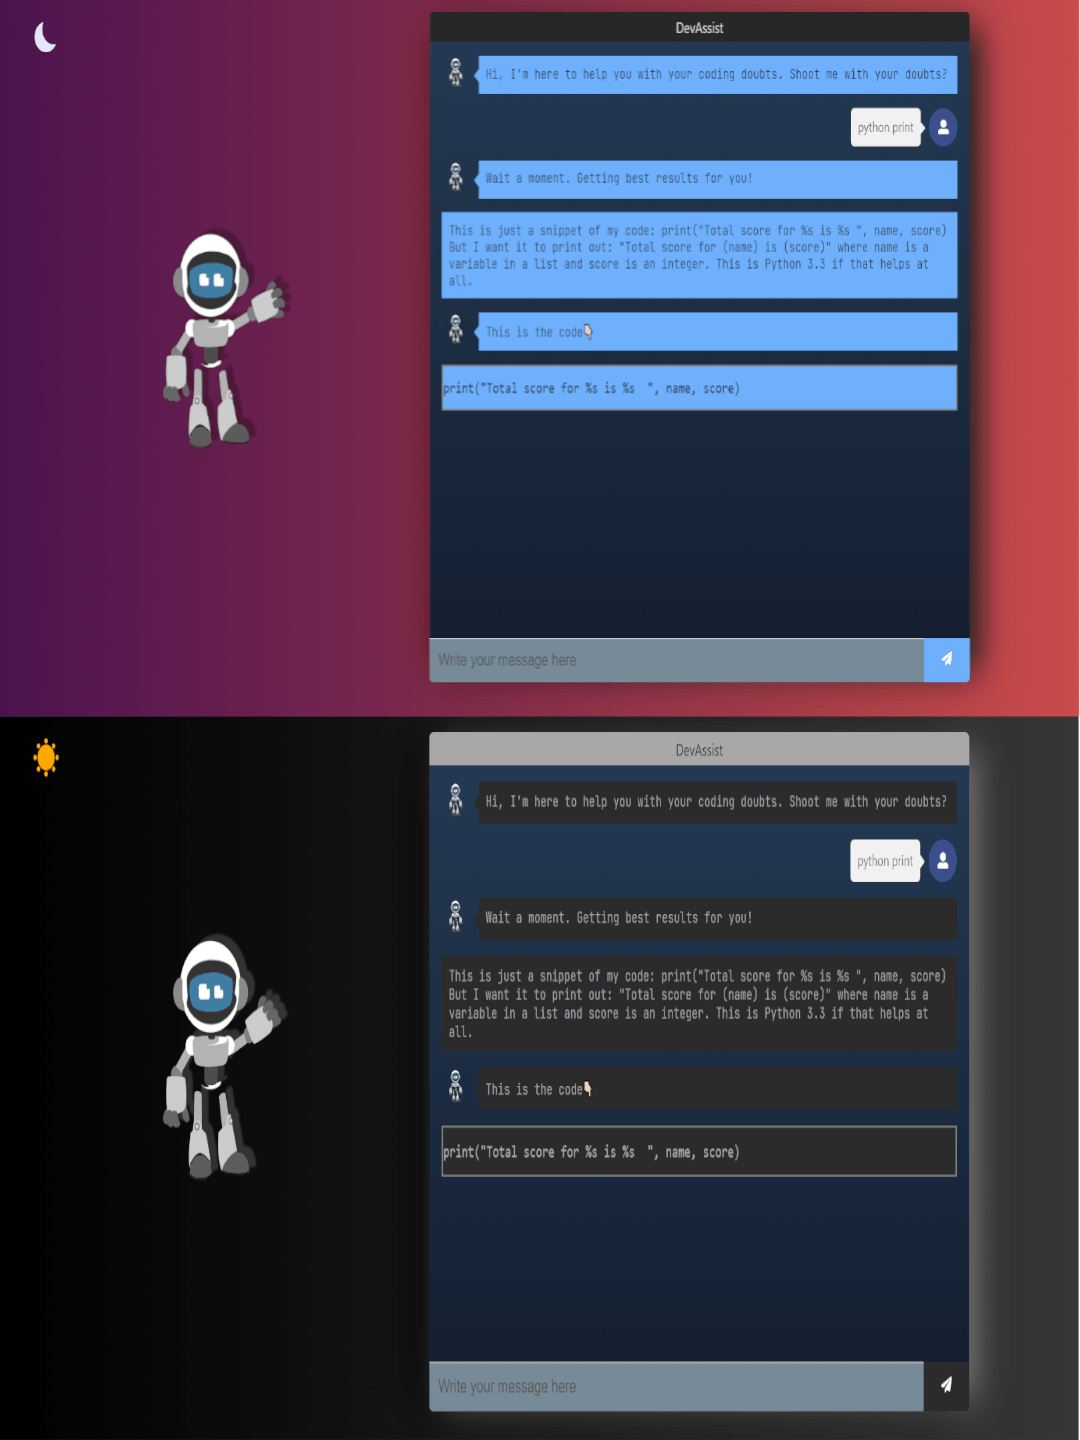 DevAssist
Hi, I'm here to help you with your coding doubts. Shoot me with your doubts?
python print
Wait a moment. Getting best results for you!
This is just a snippet of my code: print("Total score for %s is %s ", name, score)
But I want it to print out: "Total score for (name) is (score)" where name is a
variable in a list and score is an integer. This is Python 3.3 if that helps at
all.
This is the code👇🏻
print("Total score for %s is %s  ", name, score)
Write your message here
DevAssist
Hi, I'm here to help you with your coding doubts. Shoot me with your doubts?
python print
Wait a moment. Getting best results for you!
This is just a snippet of my code: print("Total score for %s is %s ", name, score)
But I want it to print out: "Total score for (name) is (score)" where name is a
variable in a list and score is an integer. This is Python 3.3 if that helps at
all.
This is the code👇🏻
print("Total score for %s is %s  ", name, score)
Write your message here